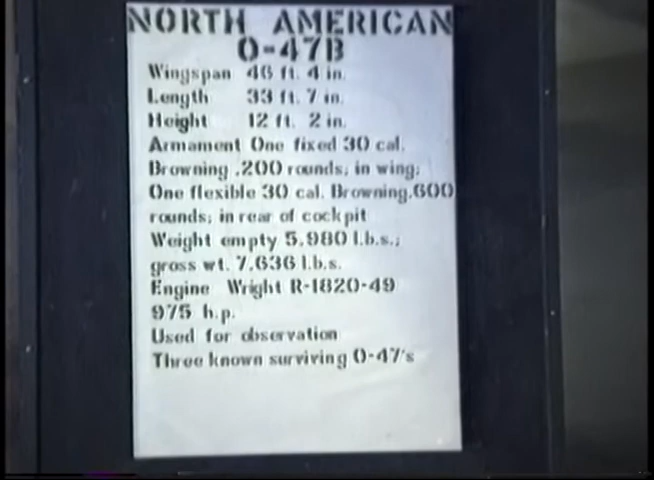 NORTH AMERICAN
O-47B
Wingspan 46 ft. 4 in.
Length 33 ft. 7 in.
Height 12 ft. 2 in.
Armament One fixed 30 cal.
Browning .200 rounds, in wing;
One flexible 30 cal. Browning.600
rounds; in rear of cockpit
Weight empty 5.980 l.b.s.;
gross wt. 7.636 l.b.s.
Engine Wright R-1820-49
975 h.p.
Used for observation
Three known surviving O-47's